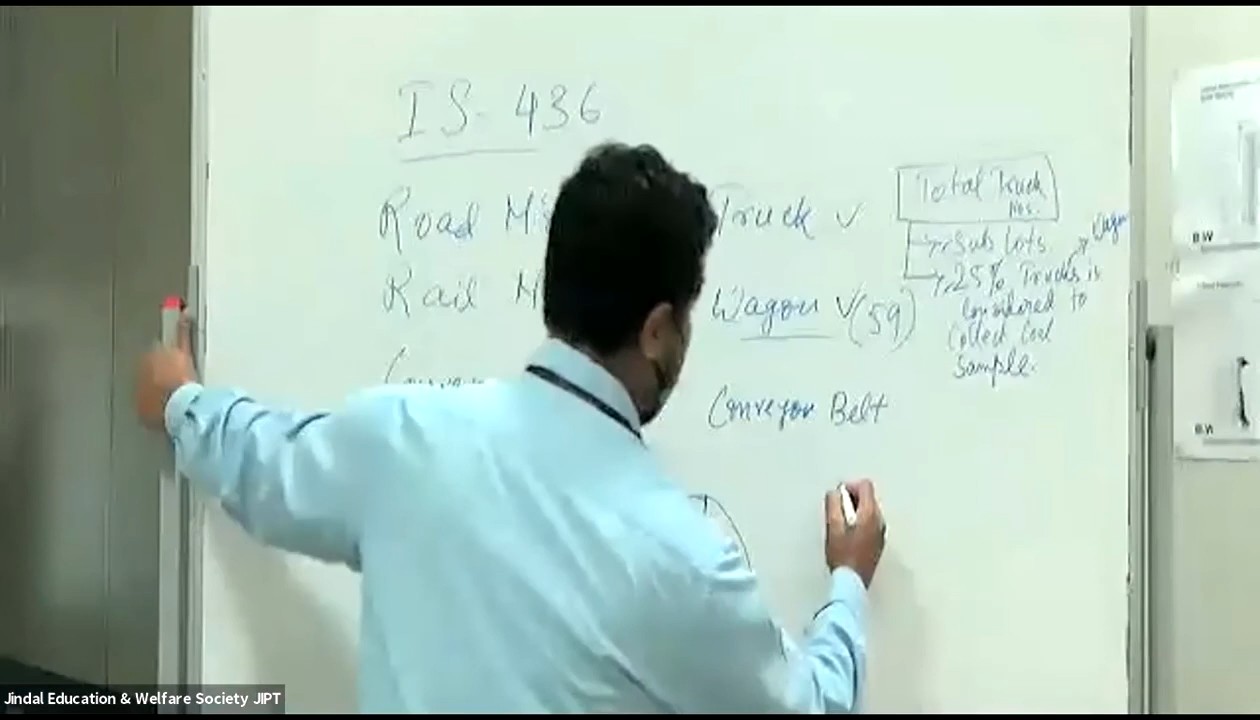 IS-436
Road
Truck ✓
Rail
Wagon ✓ (59)
Conveyor Belt
Total Truck
Nos.
Sub Lots.
25% Trucks is
Considered to
Collect Coal
Sample.
B.W
B.W
Jindal Education & Welfare Society JIPT